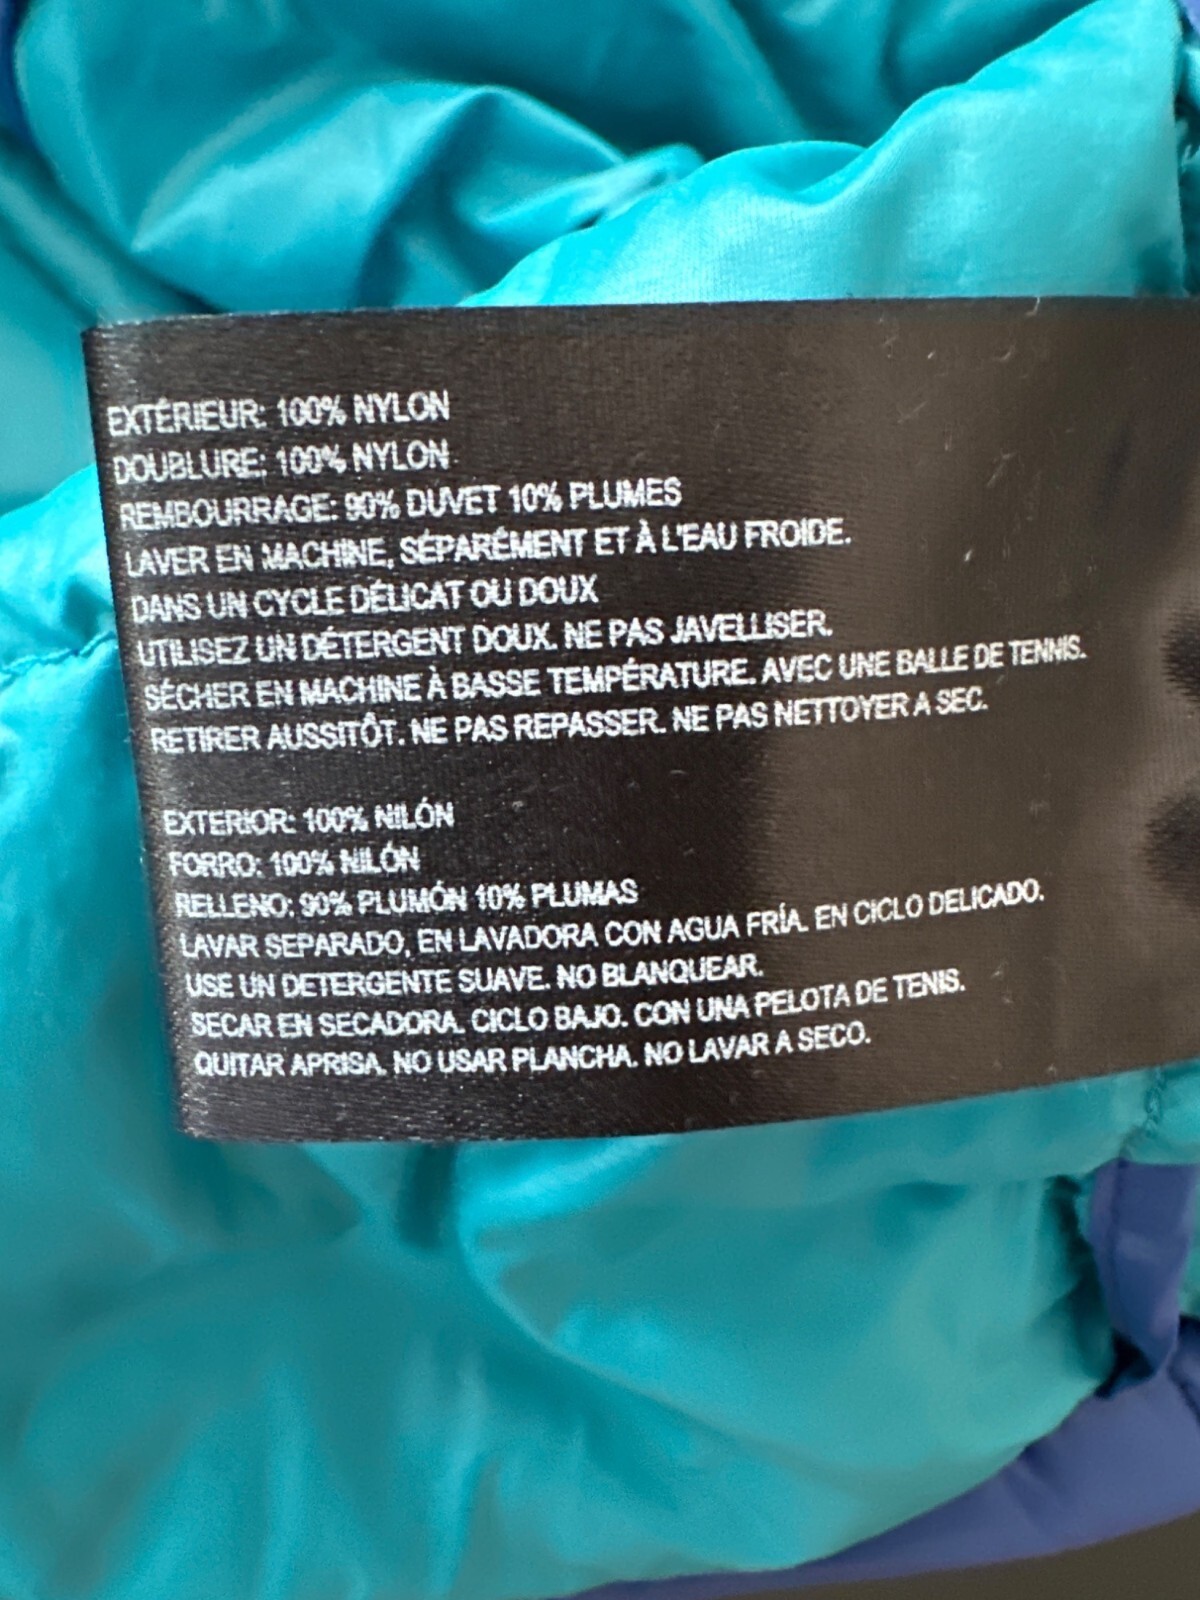 EXTÉRIEUR: 100% NYLON
DOUBLURE: 100% NYLON
REMBOURRAGE: 90% DUVET 10% PLUMES
LAVER EN MACHINE, SÉPARÉMENT ET À L'EAU FROIDE.
DANS UN CYCLE DÉLICAT OU DOUX
UTILISEZ UN DÉTERGENT DOUX. NE PAS JAVELLISER.
SÉCHER EN MACHINE À BASSE TEMPÉRATURE. AVEC UNE BALLE DE TENNIS.
RETIRER AUSSITÔT. NE PAS REPASSER. NE PAS NETTOYER A SEC.
EXTERIOR: 100% NILÓN
FORRO: 100% NILÓN
RELLENO: 90% PLUMÓN 10% PLUMAS
LAVAR SEPARADO, EN LAVADORA CON AGUA FRÍA. EN CICLO DELICADO.
USE UN DETERGENTE SUAVE. NO BLANQUEAR.
SECAR EN SECADORA. CICLO BAJO. CON UNA PELOTA DE TENIS.
QUITAR APRISA. NO USAR PLANCHA. NO LAVAR A SECO.